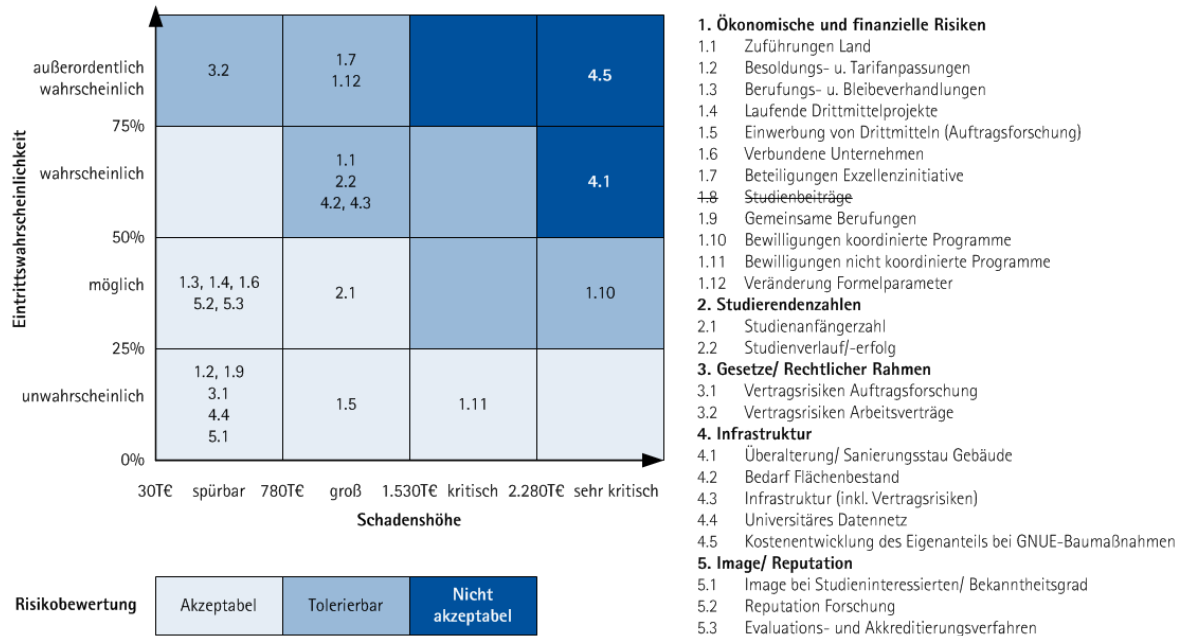 Eintrittswahrscheinlichkeit
außerordentlich
wahrscheinlich
3.2
1.7
1.12
4.5
75%
wahrscheinlich
1.1
2.2
4.2, 4.3
4.1
50%
möglich
1.3, 1.4, 1.6
5.2, 5.3
2.1
1.10
25%
unwahrscheinlich
1.2, 1.9
3.1
4.4
5.1
1.5
1.11
0%
30T€ spürbar 780T€ groß 1.530T€ kritisch 2.280T€ sehr kritisch
Schadenshöhe
Risikobewertung
Akzeptabel
Tolerierbar
Nicht
akzeptabel
1. Ökonomische und finanzielle Risiken
1.1 Zuführungen Land
1.2 Besoldungs- u. Tarifanpassungen
1.3 Berufungs- u. Bleibeverhandlungen
1.4 Laufende Drittmittelprojekte
1.5 Einwerbung von Drittmitteln (Auftragsforschung)
1.6 Verbundene Unternehmen
1.7 Beteiligungen Exzellenzinitiative
1.8 Studienbeiträge
1.9 Gemeinsame Berufungen
1.10 Bewilligungen koordinierte Programme
1.11 Bewilligungen nicht koordinierte Programme
1.12 Veränderung Formelparameter
2. Studierendenzahlen
2.1 Studienanfängerzahl
2.2 Studienverlauf/-erfolg
3. Gesetze/ Rechtlicher Rahmen
3.1 Vertragsrisiken Auftragsforschung
3.2 Vertragsrisiken Arbeitsverträge
4. Infrastruktur
4.1 Überalterung/ Sanierungsstau Gebäude
4.2 Bedarf Flächenbestand
4.3 Infrastruktur (inkl. Vertragsrisiken)
4.4 Universitäres Datennetz
4.5 Kostenentwicklung des Eigenanteils bei GNUE-Baumaßnahmen
5. Image/ Reputation
5.1 Image bei Studieninteressierten/ Bekanntheitsgrad
5.2 Reputation Forschung
5.3 Evaluations- und Akkreditierungsverfahren